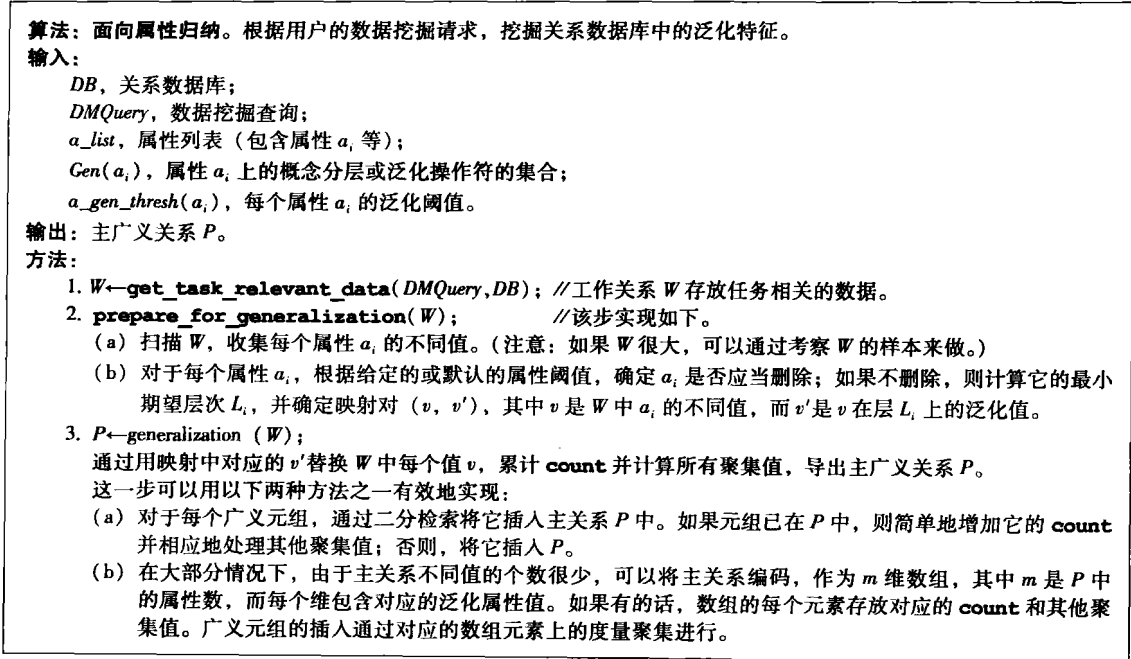 算法：面向属性归纳。根据用户的数据挖掘请求，挖掘关系数据库中的泛化特征。
输入：
DB，关系数据库；
DMQuery，数据挖掘查询；
a_list，属性列表（包含属性 aᵢ 等）；
Gen(aᵢ)，属性 aᵢ 上的概念分层或泛化操作符的集合；
a_gen_thresh(aᵢ)，每个属性 aᵢ 的泛化阈值。
输出：主广义关系 P。
方法：
1. W←get_task_relevant_data(DMQuery,DB)；//工作关系 W 存放任务相关的数据。
2. prepare_for_generalization(W)； //该步实现如下。
(a) 扫描 W，收集每个属性 aᵢ 的不同值。(注意：如果 W 很大，可以通过考察 W 的样本来做。)
(b) 对于每个属性 aᵢ，根据给定的或默认的属性阈值，确定 aᵢ 是否应当删除；如果不删除，则计算它的最小
期望层次 Lᵢ，并确定映射对 (v, v′)，其中 v 是 W 中 aᵢ 的不同值，而 v′是 v 在层 Lᵢ 上的泛化值。
3. P←generalization (W)；
通过用映射中对应的 v′替换 W 中每个值 v，累计 count 并计算所有聚集值，导出主广义关系 P。
这一步可以用以下两种方法之一有效地实现：
(a) 对于每个广义元组，通过二分检索将它插入主关系 P 中。如果元组已在 P 中，则简单地增加它的 count
并相应地处理其他聚集值；否则，将它插入 P。
(b) 在大部分情况下，由于主关系不同值的个数很少，可以将主关系编码，作为 m 维数组，其中 m 是 P 中
的属性数，而每个维包含对应的泛化属性值。如果有的话，数组的每个元素存放对应的 count 和其他聚
集值。广义元组的插入通过对应的数组元素上的度量聚集进行。